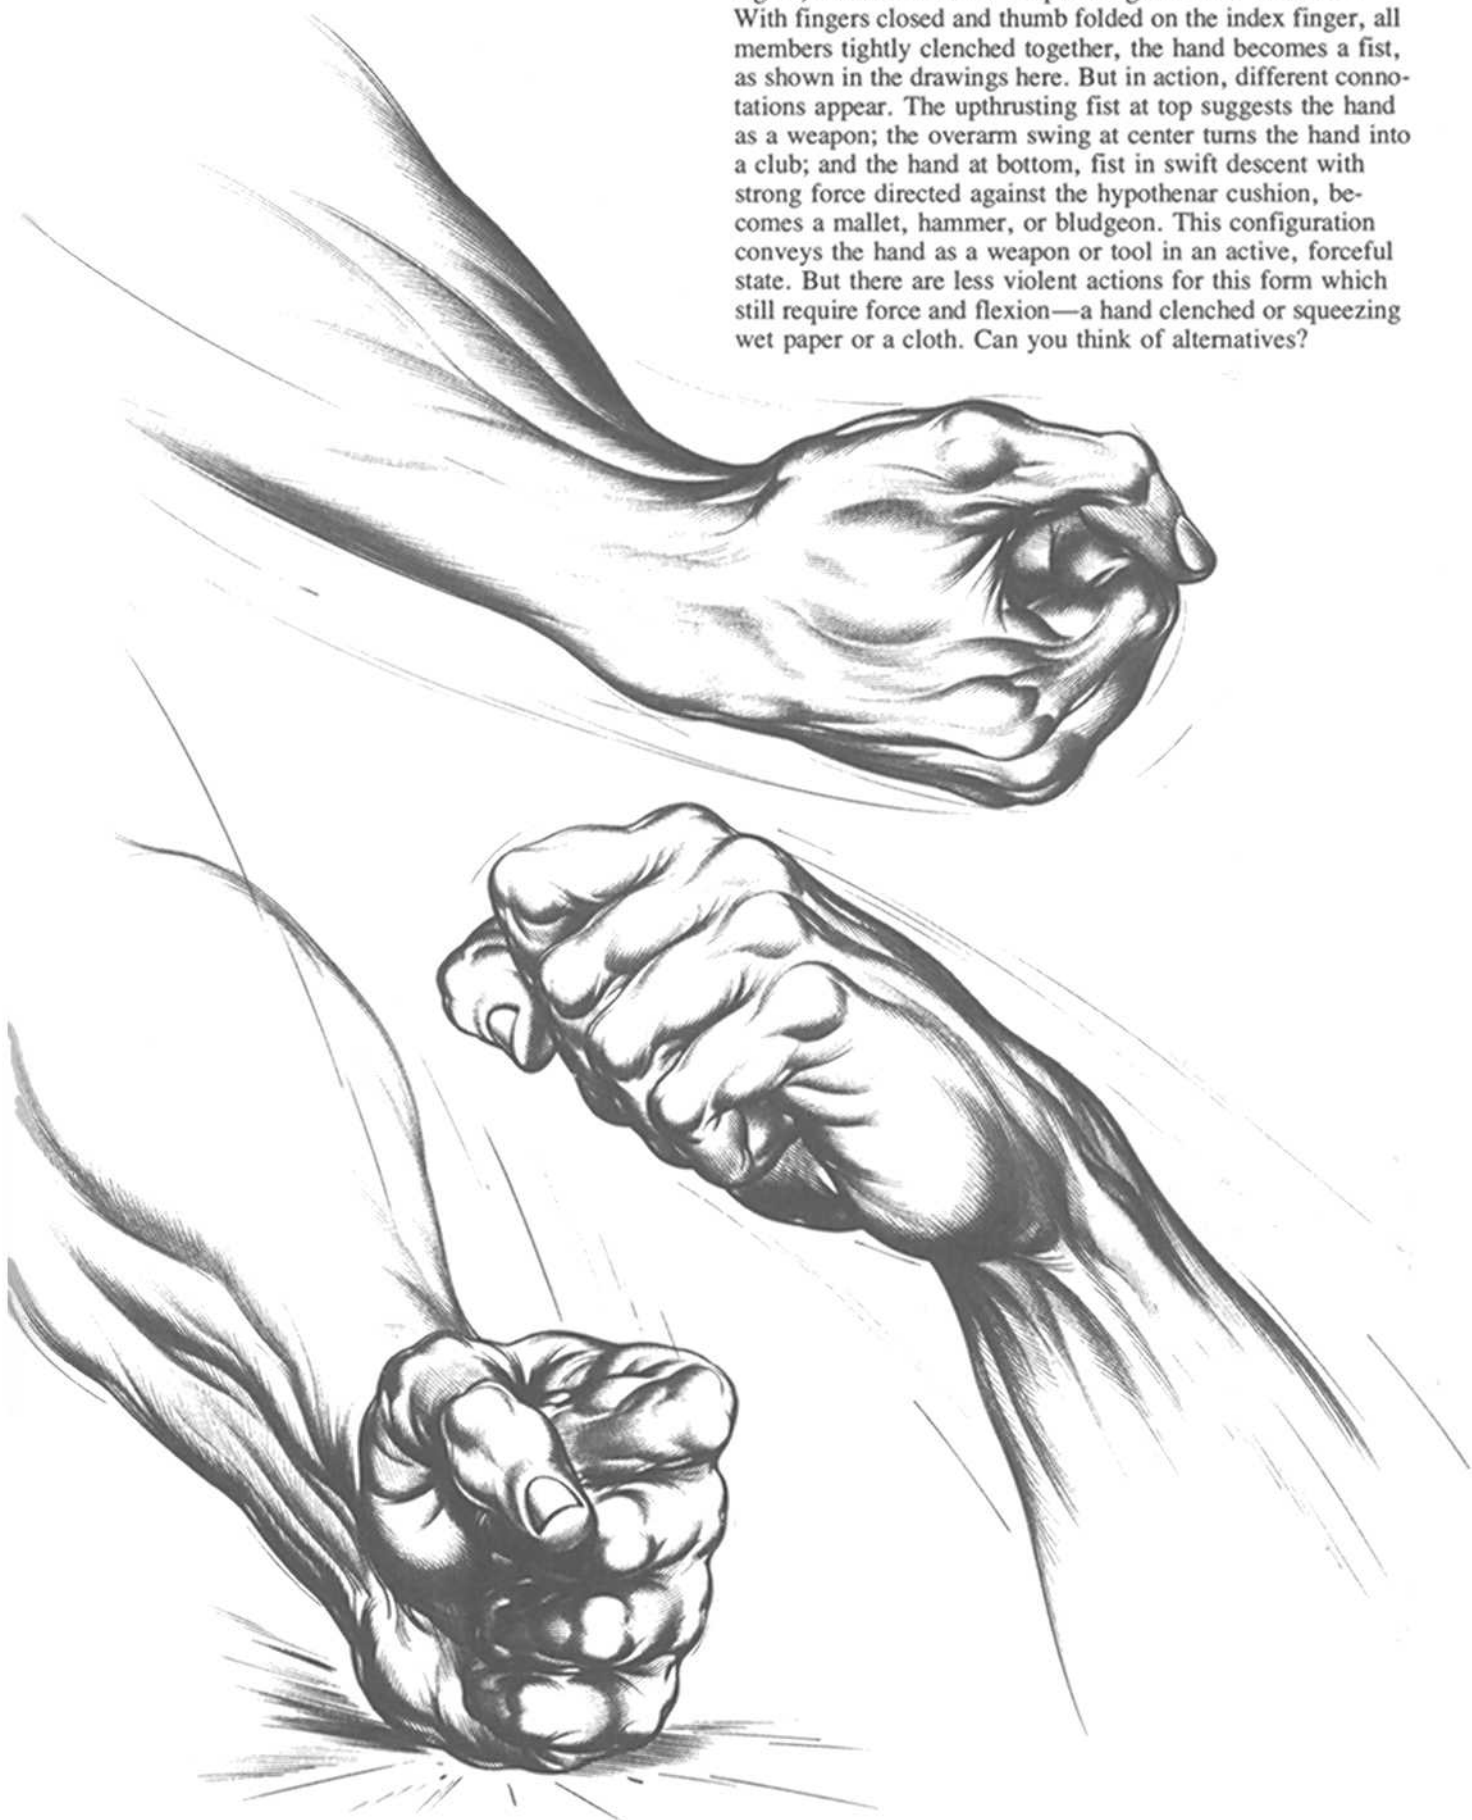 With fingers closed and thumb folded on the index finger, all
members tightly clenched together, the hand becomes a fist,
as shown in the drawings here. But in action, different conno-
tations appear. The upthrusting fist at top suggests the hand
as a weapon; the overarm swing at center turns the hand into
a club; and the hand at bottom, fist in swift descent with
strong force directed against the hypothenar cushion, be-
comes a mallet, hammer, or bludgeon. This configuration
conveys the hand as a weapon or tool in an active, forceful
state. But there are less violent actions for this form which
still require force and flexion—a hand clenched or squeezing
wet paper or a cloth. Can you think of alternatives?